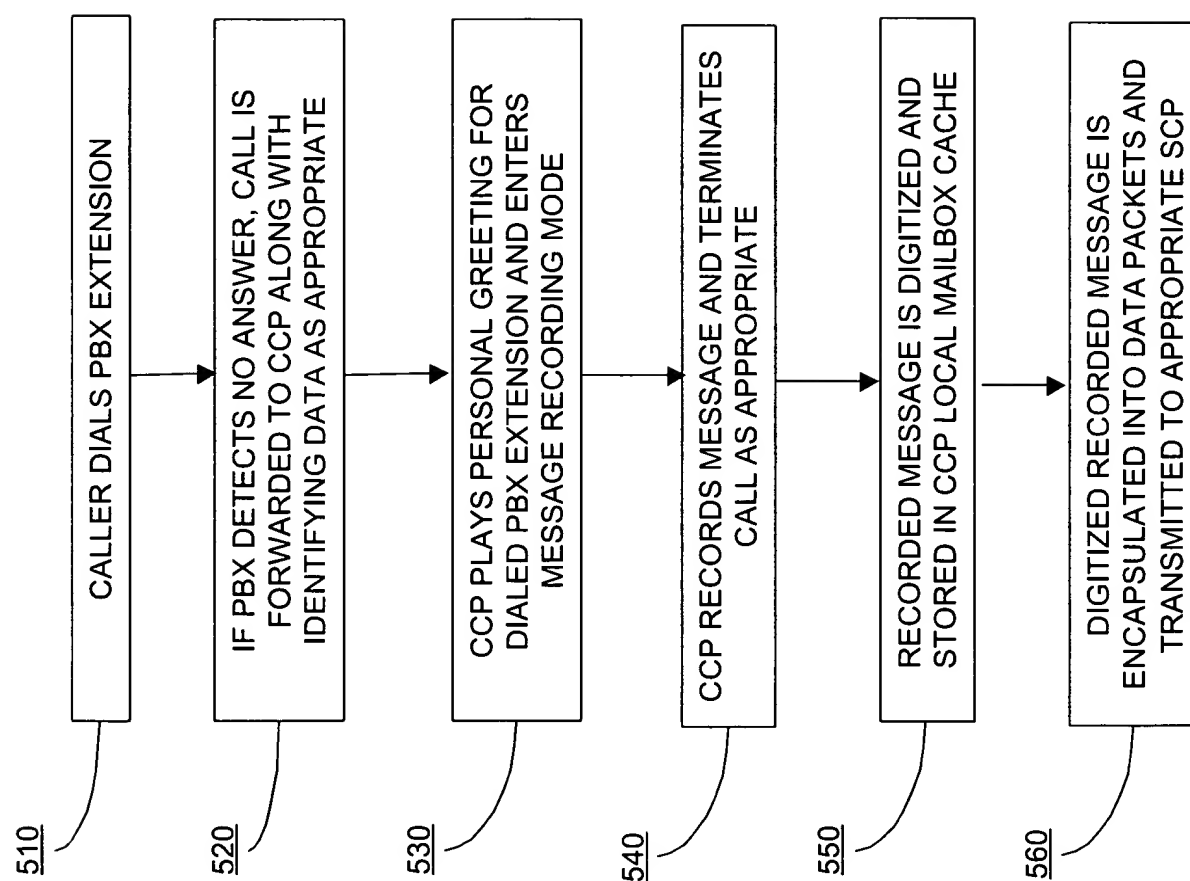 510
CALLER DIALS PBX EXTENSION
520
IF PBX DETECTS NO ANSWER, CALL IS
FORWARDED TO CCP ALONG WITH
IDENTIFYING DATA AS APPROPRIATE
530
CCP PLAYS PERSONAL GREETING FOR
DIALED PBX EXTENSION AND ENTERS
MESSAGE RECORDING MODE
540
CCP RECORDS MESSAGE AND TERMINATES
CALL AS APPROPRIATE
550
RECORDED MESSAGE IS DIGITIZED AND
STORED IN CCP LOCAL MAILBOX CACHE
560
DIGITIZED RECORDED MESSAGE IS
ENCAPSULATED INTO DATA PACKETS AND
TRANSMITTED TO APPROPRIATE SCP